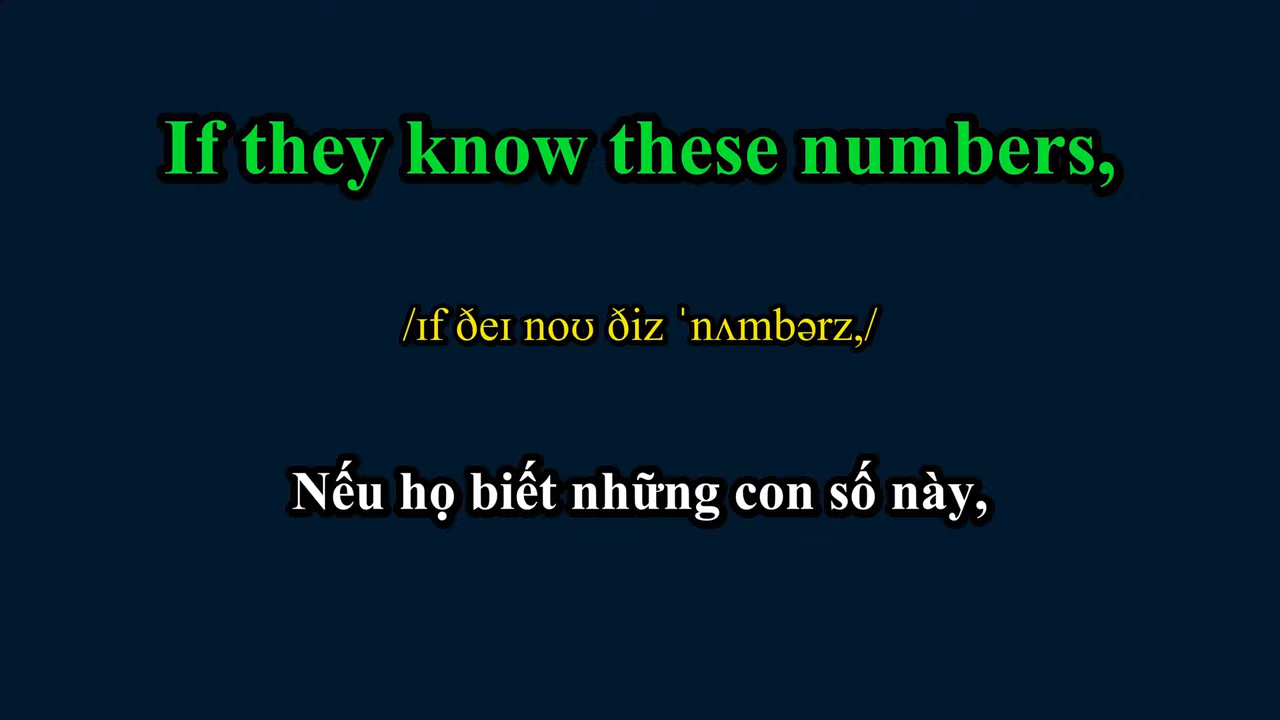 If they know these numbers,
/ɪf ðeɪ noʊ ðiz ˈnʌmbərz,/
Nếu họ biết những con số này,